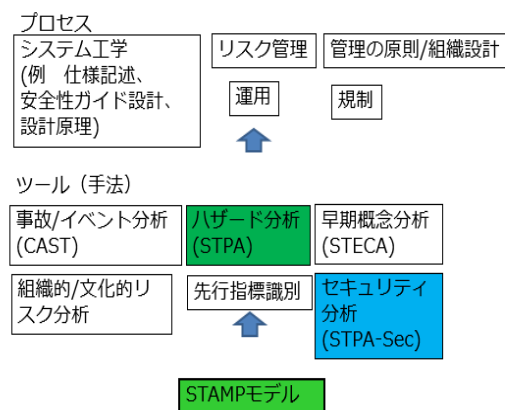 プロセス
システム工学
(例　仕様記述、
安全性ガイド設計、
設計原理)
リスク管理
管理の原則/組織設計
運用
規制
ツール（手法）
事故/イベント分析
(CAST)
ハザード分析
(STPA)
早期概念分析
(STECA)
組織的/文化的リ
スク分析
先行指標識別
セキュリティ
分析
(STPA-Sec)
STAMPモデル